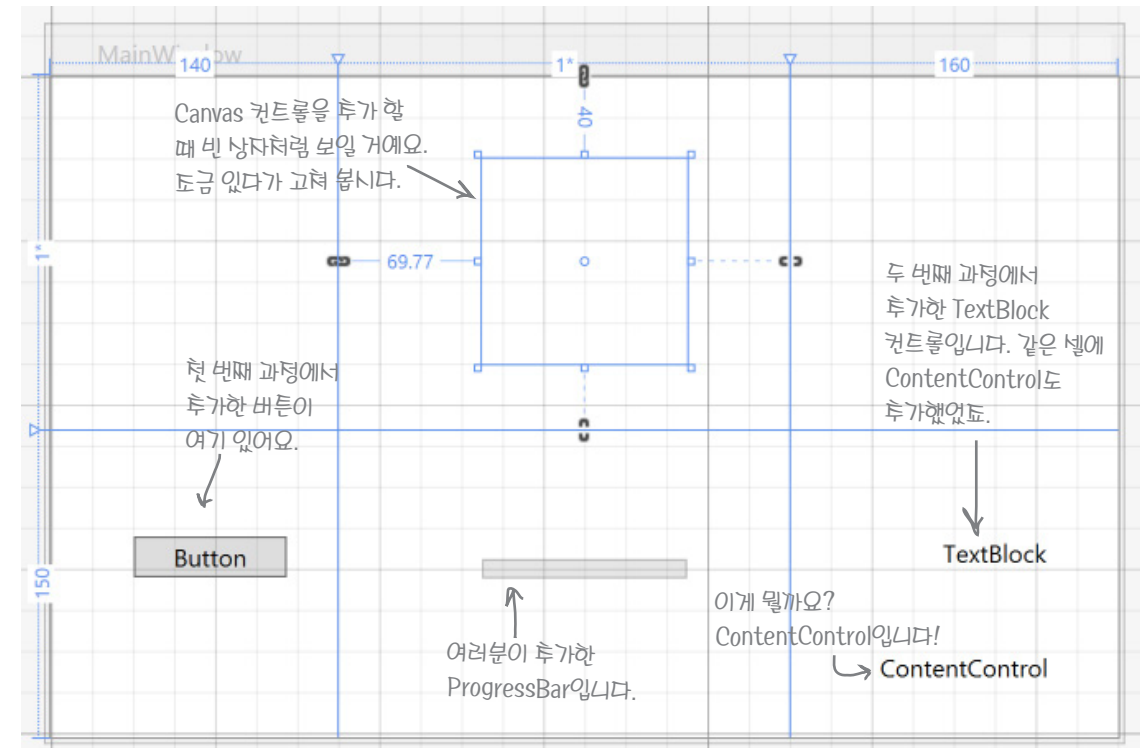 MainWindow
140
1*
160
40
Canvas 컨트롤을 추가 할
때 빈 상자처럼 보일 거예요.
조금 있다가 고쳐 봅시다.
1*
69.77
두 번째 과정에서
추가한 TextBlock
컨트롤입니다. 같은 셀에
ContentControl도
추가했었죠.
첫 번째 과정에서
추가한 버튼이
여기 있어요.
Button
TextBlock
150
이게 뭘까요?
ContentControl입니다!
여러분이 추가한
ProgressBar입니다.
ContentControl